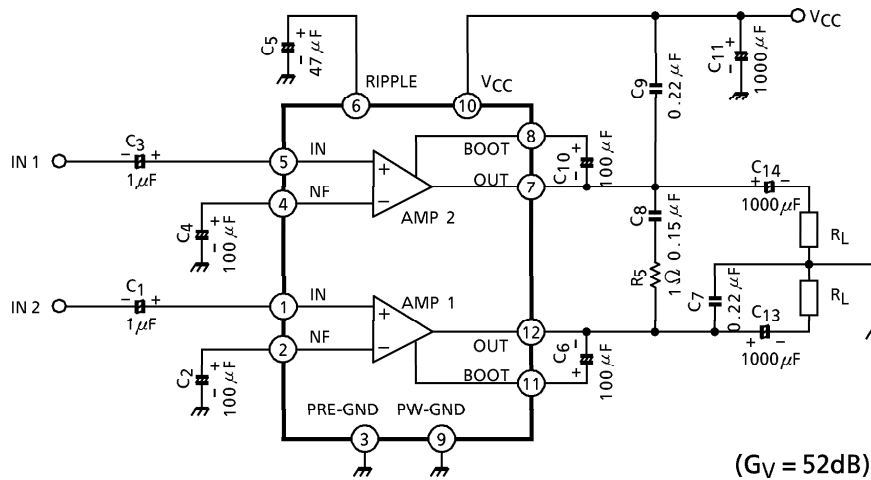 C5
+
−
47 μF
RIPPLE
6
VCC
10
C9
0.22 μF
C11
+
−
1000 μF
VCC
IN 1
− C3 +
1μF
5
IN
+
AMP 2
BOOT
8
C10
+
−
100 μF
OUT
7
C14
+ −
1000μF
RL
4
NF
−
C4
+
−
100 μF
C8
0.15 μF
R5
1Ω
IN 2
− C1 +
1μF
1
IN
+
AMP 1
OUT
12
C7
0.22 μF
C13
+ −
1000μF
RL
2
NF
−
C2
+
−
100 μF
C6
−
+
100 μF
BOOT
11
PRE-GND
3
PW-GND
9
(GV = 52dB)